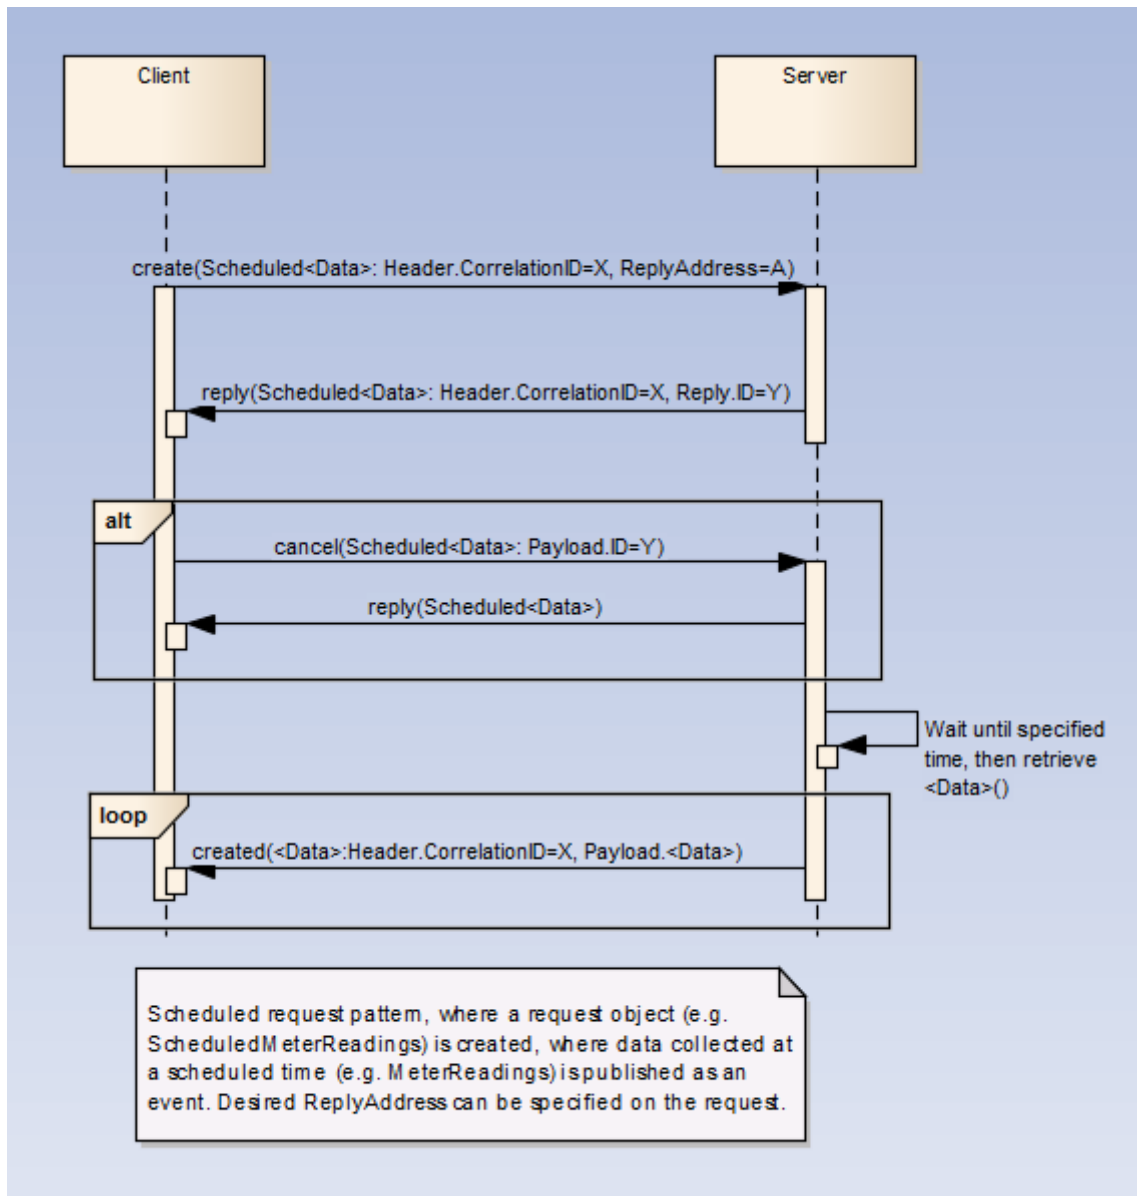 Client
Server
create(Scheduled<Data>: Header.CorrelationID=X, ReplyAddress=A)
reply(Scheduled<Data>: Header.CorrelationID=X, Reply.ID=Y)
alt
cancel(Scheduled<Data>: Payload.ID=Y)
reply(Scheduled<Data>)
Wait until specified
time, then retrieve
<Data>()
loop
created(<Data>:Header.CorrelationID=X, Payload.<Data>)
Scheduled request pattern, where a request object (e.g.
ScheduledMeterReadings) is created, where data collected at
a scheduled time (e.g. MeterReadings) is published as an
event. Desired ReplyAddress can be specified on the request.